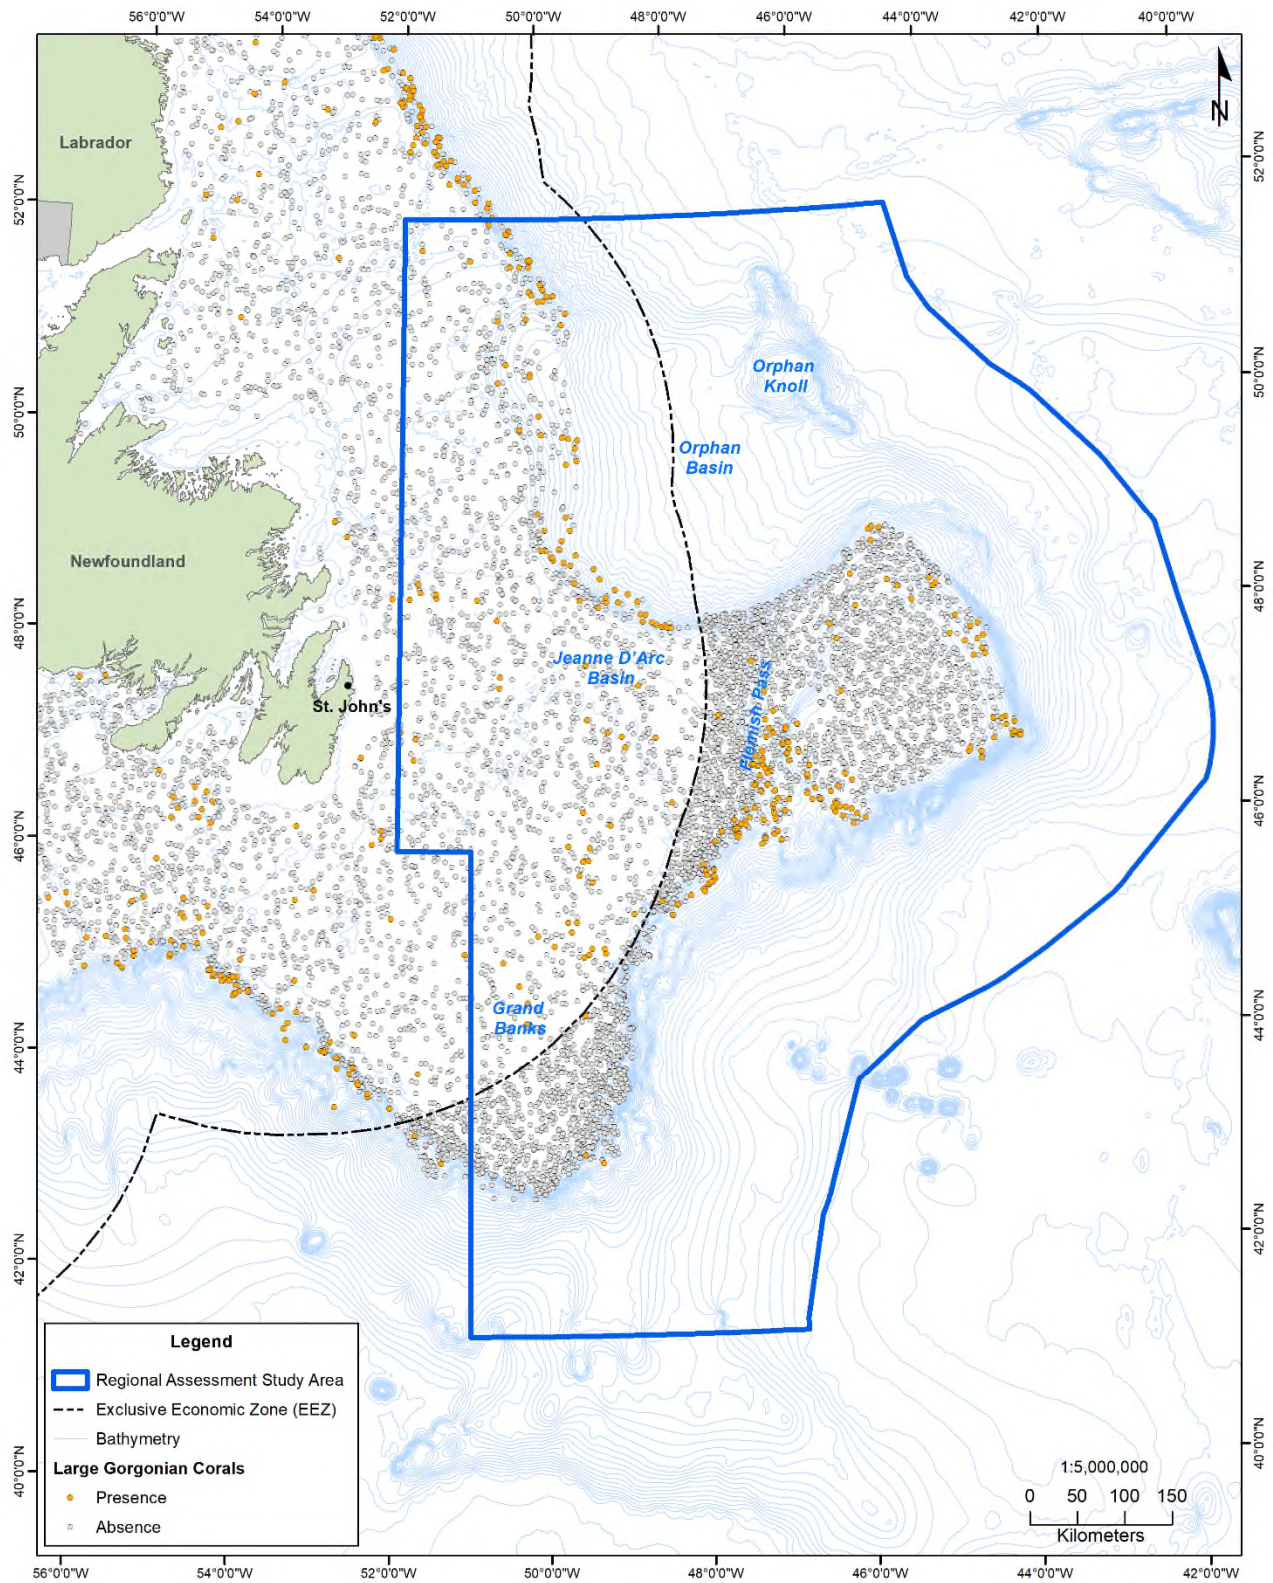 56°0'0"W 54°0'0"W 52°0'0"W 50°0'0"W 48°0'0"W 46°0'0"W 44°0'0"W 42°0'0"W 40°0'0"W
N
Labrador
52°0'0"N
52°0'0"N
Orphan
Knoll
50°0'0"N
50°0'0"N
Orphan
Basin
Newfoundland
48°0'0"N
48°0'0"N
Jeanne D'Arc
Basin
Flemish Pass
St. John's
46°0'0"N
46°0'0"N
Grand
Banks
44°0'0"N
44°0'0"N
42°0'0"N
42°0'0"N
Legend
Regional Assessment Study Area
Exclusive Economic Zone (EEZ)
Bathymetry
Large Gorgonian Corals
Presence
Absence
40°0'0"N
40°0'0"N
1:5,000,000
0 50 100 150
Kilometers
56°0'0"W 54°0'0"W 52°0'0"W 50°0'0"W 48°0'0"W 46°0'0"W 44°0'0"W 42°0'0"W